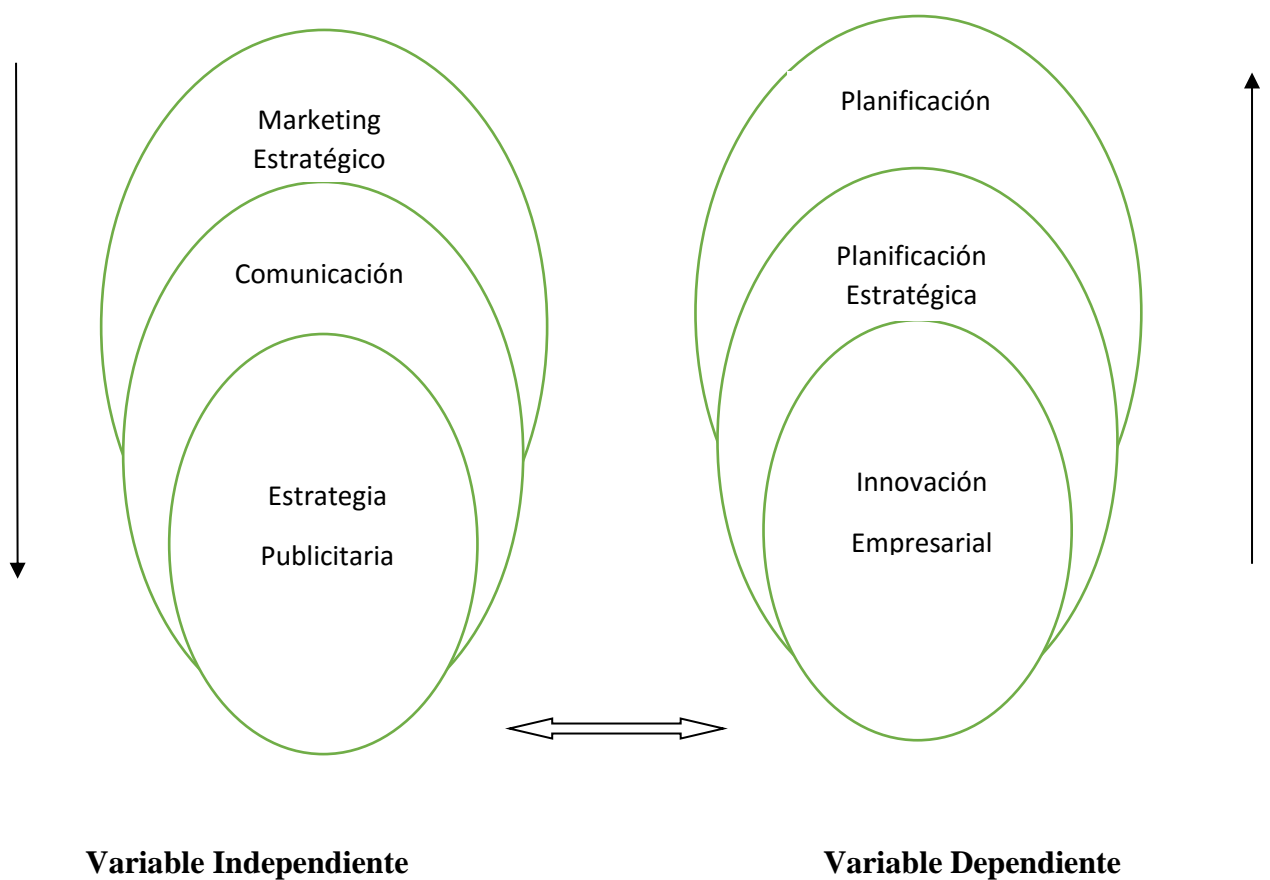 Marketing
Estratégico
Comunicación
Estrategia
Publicitaria
Planificación
Planificación
Estratégica
Innovación
Empresarial
Variable Independiente
Variable Dependiente